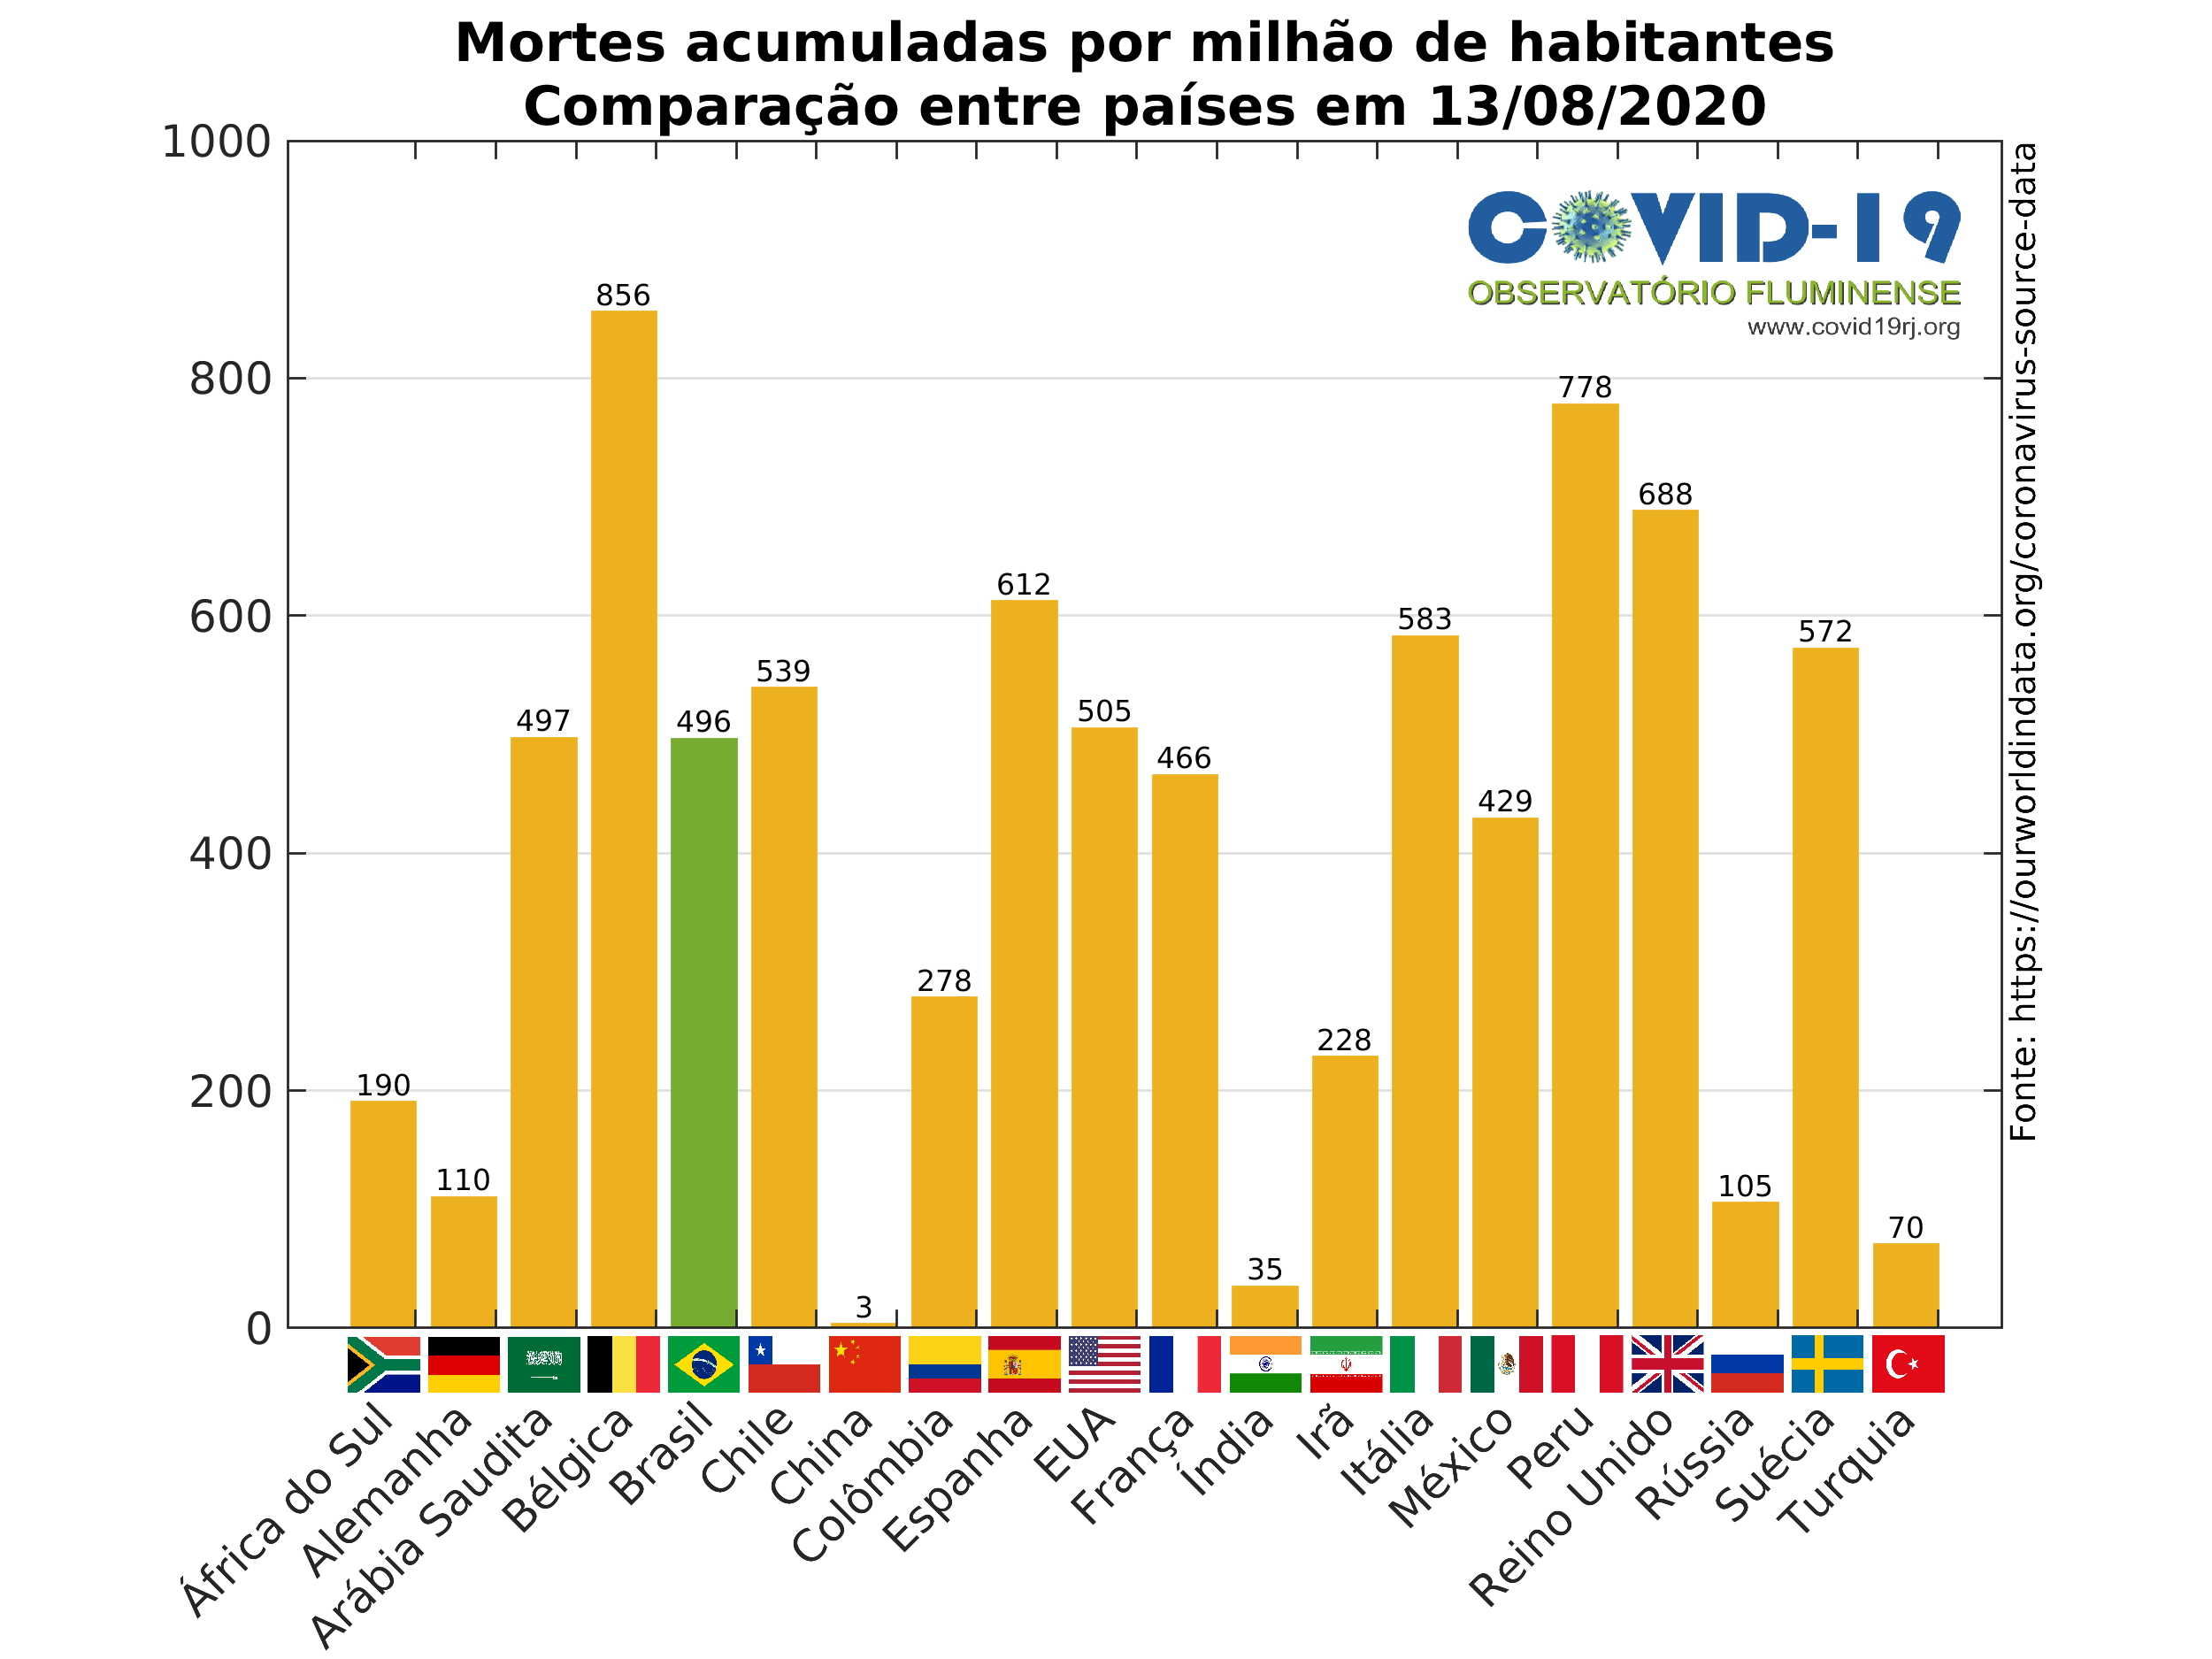 Mortes acumuladas por milhão de habitantes
Comparação entre países em 13/08/2020
COVID-19
OBSERVATÓRIO FLUMINENSE
www.covid19rj.org
Fonte: https://ourworldindata.org/coronavirus-source-data
1000
800
600
400
200
0
190
110
497
856
496
539
3
278
612
505
466
35
228
583
429
778
688
105
572
70
África do Sul
Alemanha
Arábia Saudita
Bélgica
Brasil
Chile
China
Colômbia
Espanha
EUA
França
Índia
Irã
Itália
México
Peru
Reino Unido
Rússia
Suécia
Turquia